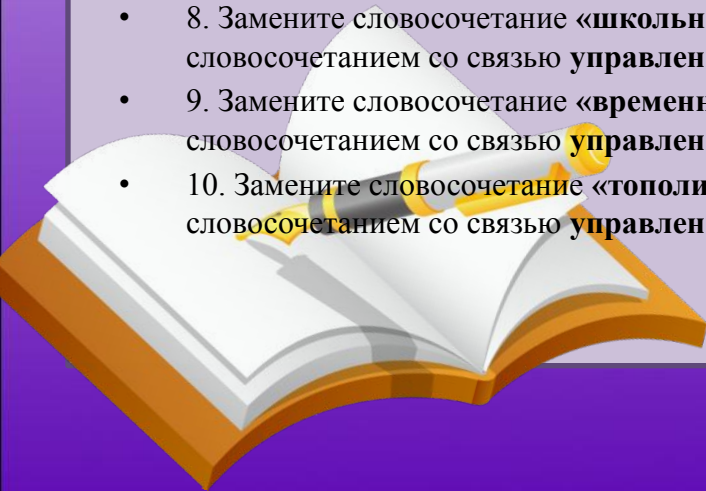 • 8. Замените словосочетание «школьн
словосочетанием со связью управлен
• 9. Замените словосочетание «временн
словосочетанием со связью управлен
• 10. Замените словосочетание «тополи
словосочетанием со связью управлен